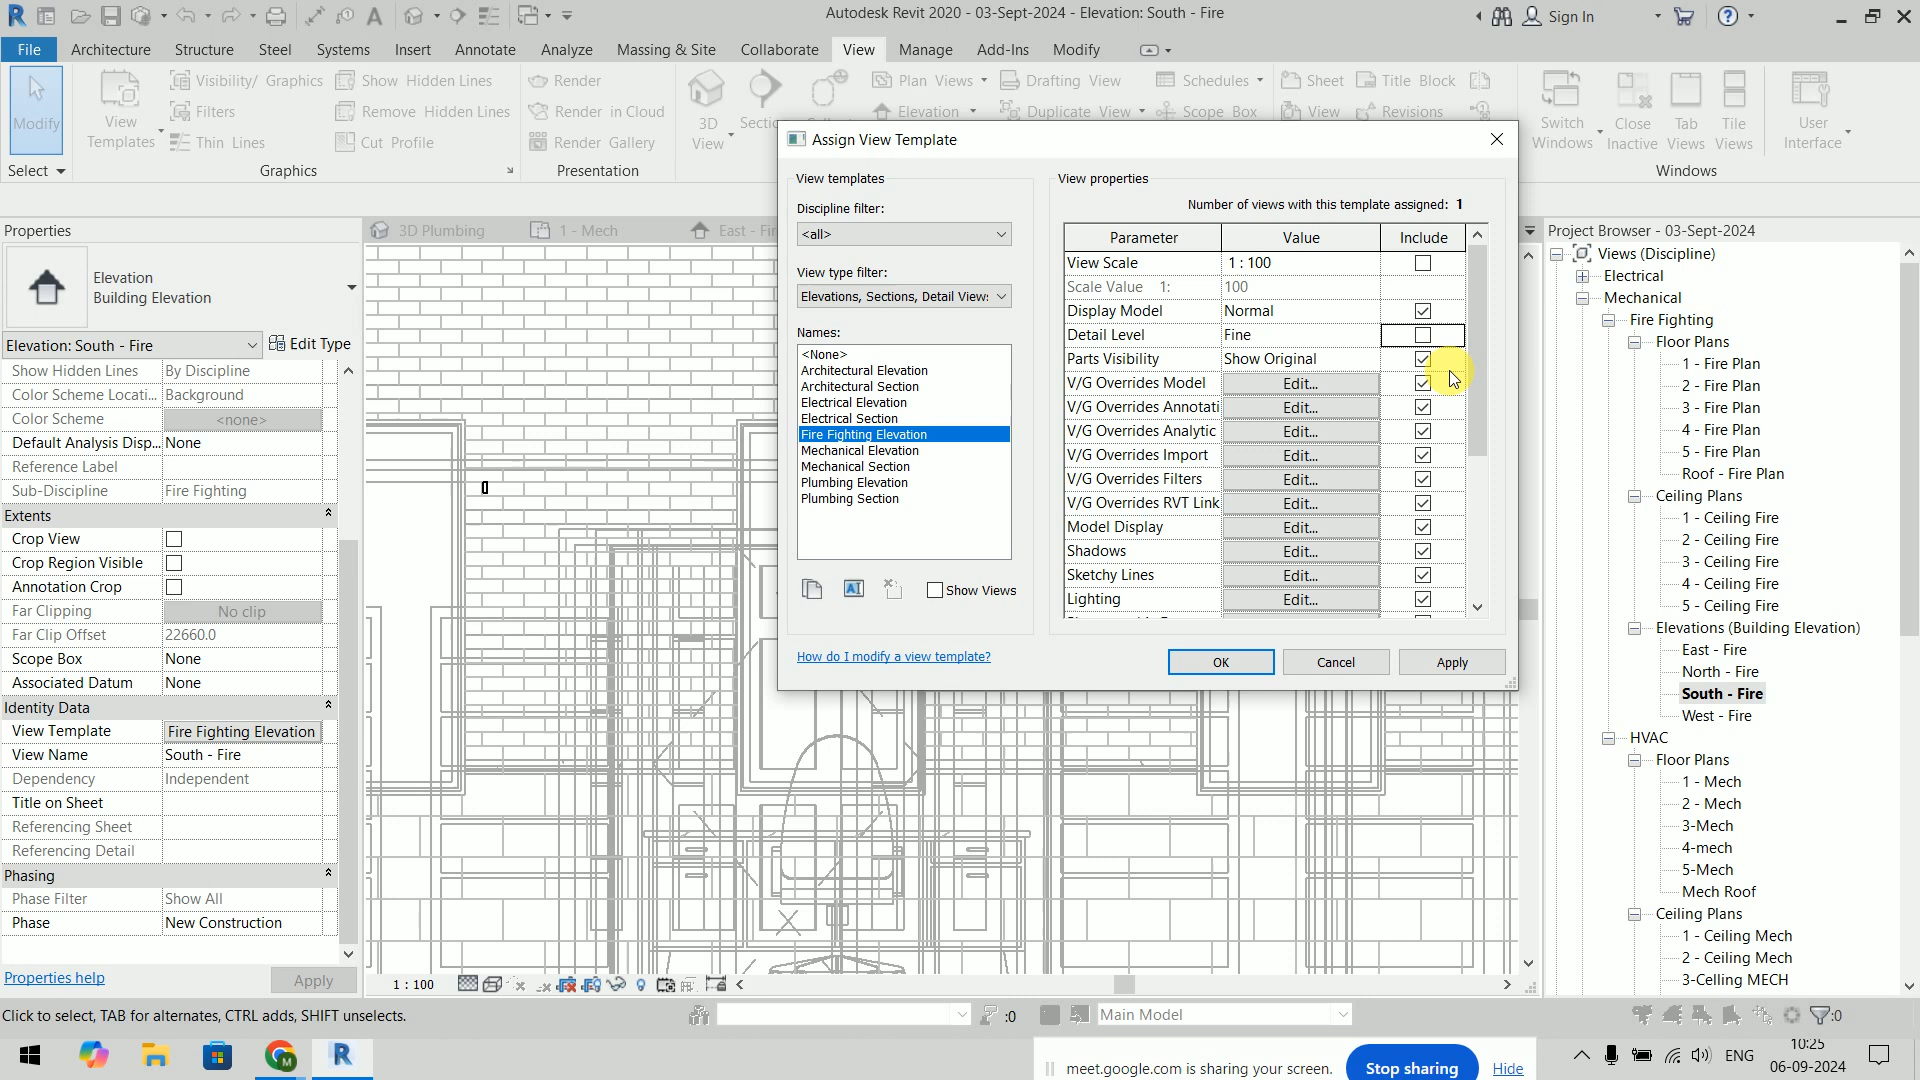 Autodesk Revit 2020 - 03-Sept-2024 - Elevation: South - Fire
Sign In
File Architecture Structure Steel Systems Insert Annotate Analyze Massing & Site Collaborate View Manage Add-Ins Modify
Modify
View Templates
Visibility/ Graphics
Filters
Thin Lines
Show Hidden Lines
Remove Hidden Lines
Cut Profile
Render
Render in Cloud
Render Gallery
3D View
Plan Views
Elevation
Drafting View
Duplicate View
Schedules
Scope Box
Sheet
View
Title Block
Revisions
Switch Windows
Close Inactive
Tab Views
Tile Views
User Interface
Select
Graphics
Presentation
Windows
Properties
Elevation
Building Elevation
Elevation: South - Fire
Edit Type
Show Hidden Lines By Discipline
Color Scheme Locati... Background
Color Scheme <none>
Default Analysis Disp... None
Reference Label
Sub-Discipline Fire Fighting
Extents
Crop View
Crop Region Visible
Annotation Crop
Far Clipping No clip
Far Clip Offset 22660.0
Scope Box None
Associated Datum None
Identity Data
View Template Fire Fighting Elevation
View Name South - Fire
Dependency Independent
Title on Sheet
Referencing Sheet
Referencing Detail
Phasing
Phase Filter Show All
Phase New Construction
Properties help
Apply
3D Plumbing
1 - Mech
East - Fir
Assign View Template
View templates
Discipline filter:
<all>
View type filter:
Elevations, Sections, Detail Views
Names:
<None>
Architectural Elevation
Architectural Section
Electrical Elevation
Electrical Section
Fire Fighting Elevation
Mechanical Elevation
Mechanical Section
Plumbing Elevation
Plumbing Section
Show Views
How do I modify a view template?
View properties
Number of views with this template assigned: 1
Parameter Value Include
View Scale 1 : 100
Scale Value 1: 100
Display Model Normal
Detail Level Fine
Parts Visibility Show Original
V/G Overrides Model Edit...
V/G Overrides Annotati Edit...
V/G Overrides Analytic Edit...
V/G Overrides Import Edit...
V/G Overrides Filters Edit...
V/G Overrides RVT Link Edit...
Model Display Edit...
Shadows Edit...
Sketchy Lines Edit...
Lighting Edit...
OK
Cancel
Apply
Project Browser - 03-Sept-2024
Views (Discipline)
Electrical
Mechanical
Fire Fighting
Floor Plans
1 - Fire Plan
2 - Fire Plan
3 - Fire Plan
4 - Fire Plan
5 - Fire Plan
Roof - Fire Plan
Ceiling Plans
1 - Ceiling Fire
2 - Ceiling Fire
3 - Ceiling Fire
4 - Ceiling Fire
5 - Ceiling Fire
Elevations (Building Elevation)
East - Fire
North - Fire
South - Fire
West - Fire
HVAC
Floor Plans
1 - Mech
2 - Mech
3-Mech
4-mech
5-Mech
Mech Roof
Ceiling Plans
1 - Ceiling Mech
2 - Ceiling Mech
3-Celling MECH
1 : 100
Click to select, TAB for alternates, CTRL adds, SHIFT unselects.
:0
Main Model
:0
meet.google.com is sharing your screen.
Stop sharing
Hide
ENG
10:25
06-09-2024